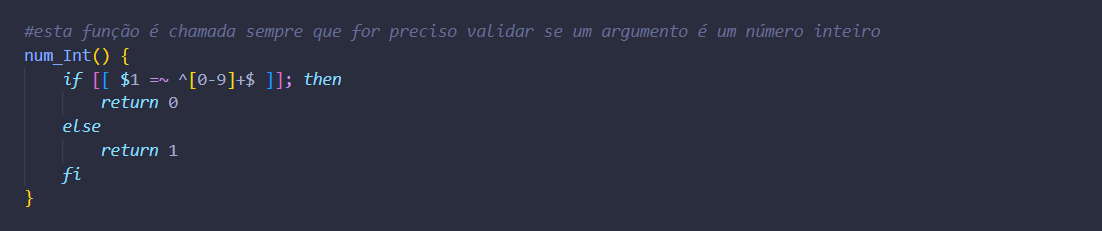 #esta função é chamada sempre que for preciso validar se um argumento é um número inteiro
num_Int() {
    if [[ $1 =~ ^[0-9]+$ ]]; then
        return 0
    else
        return 1
    fi
}